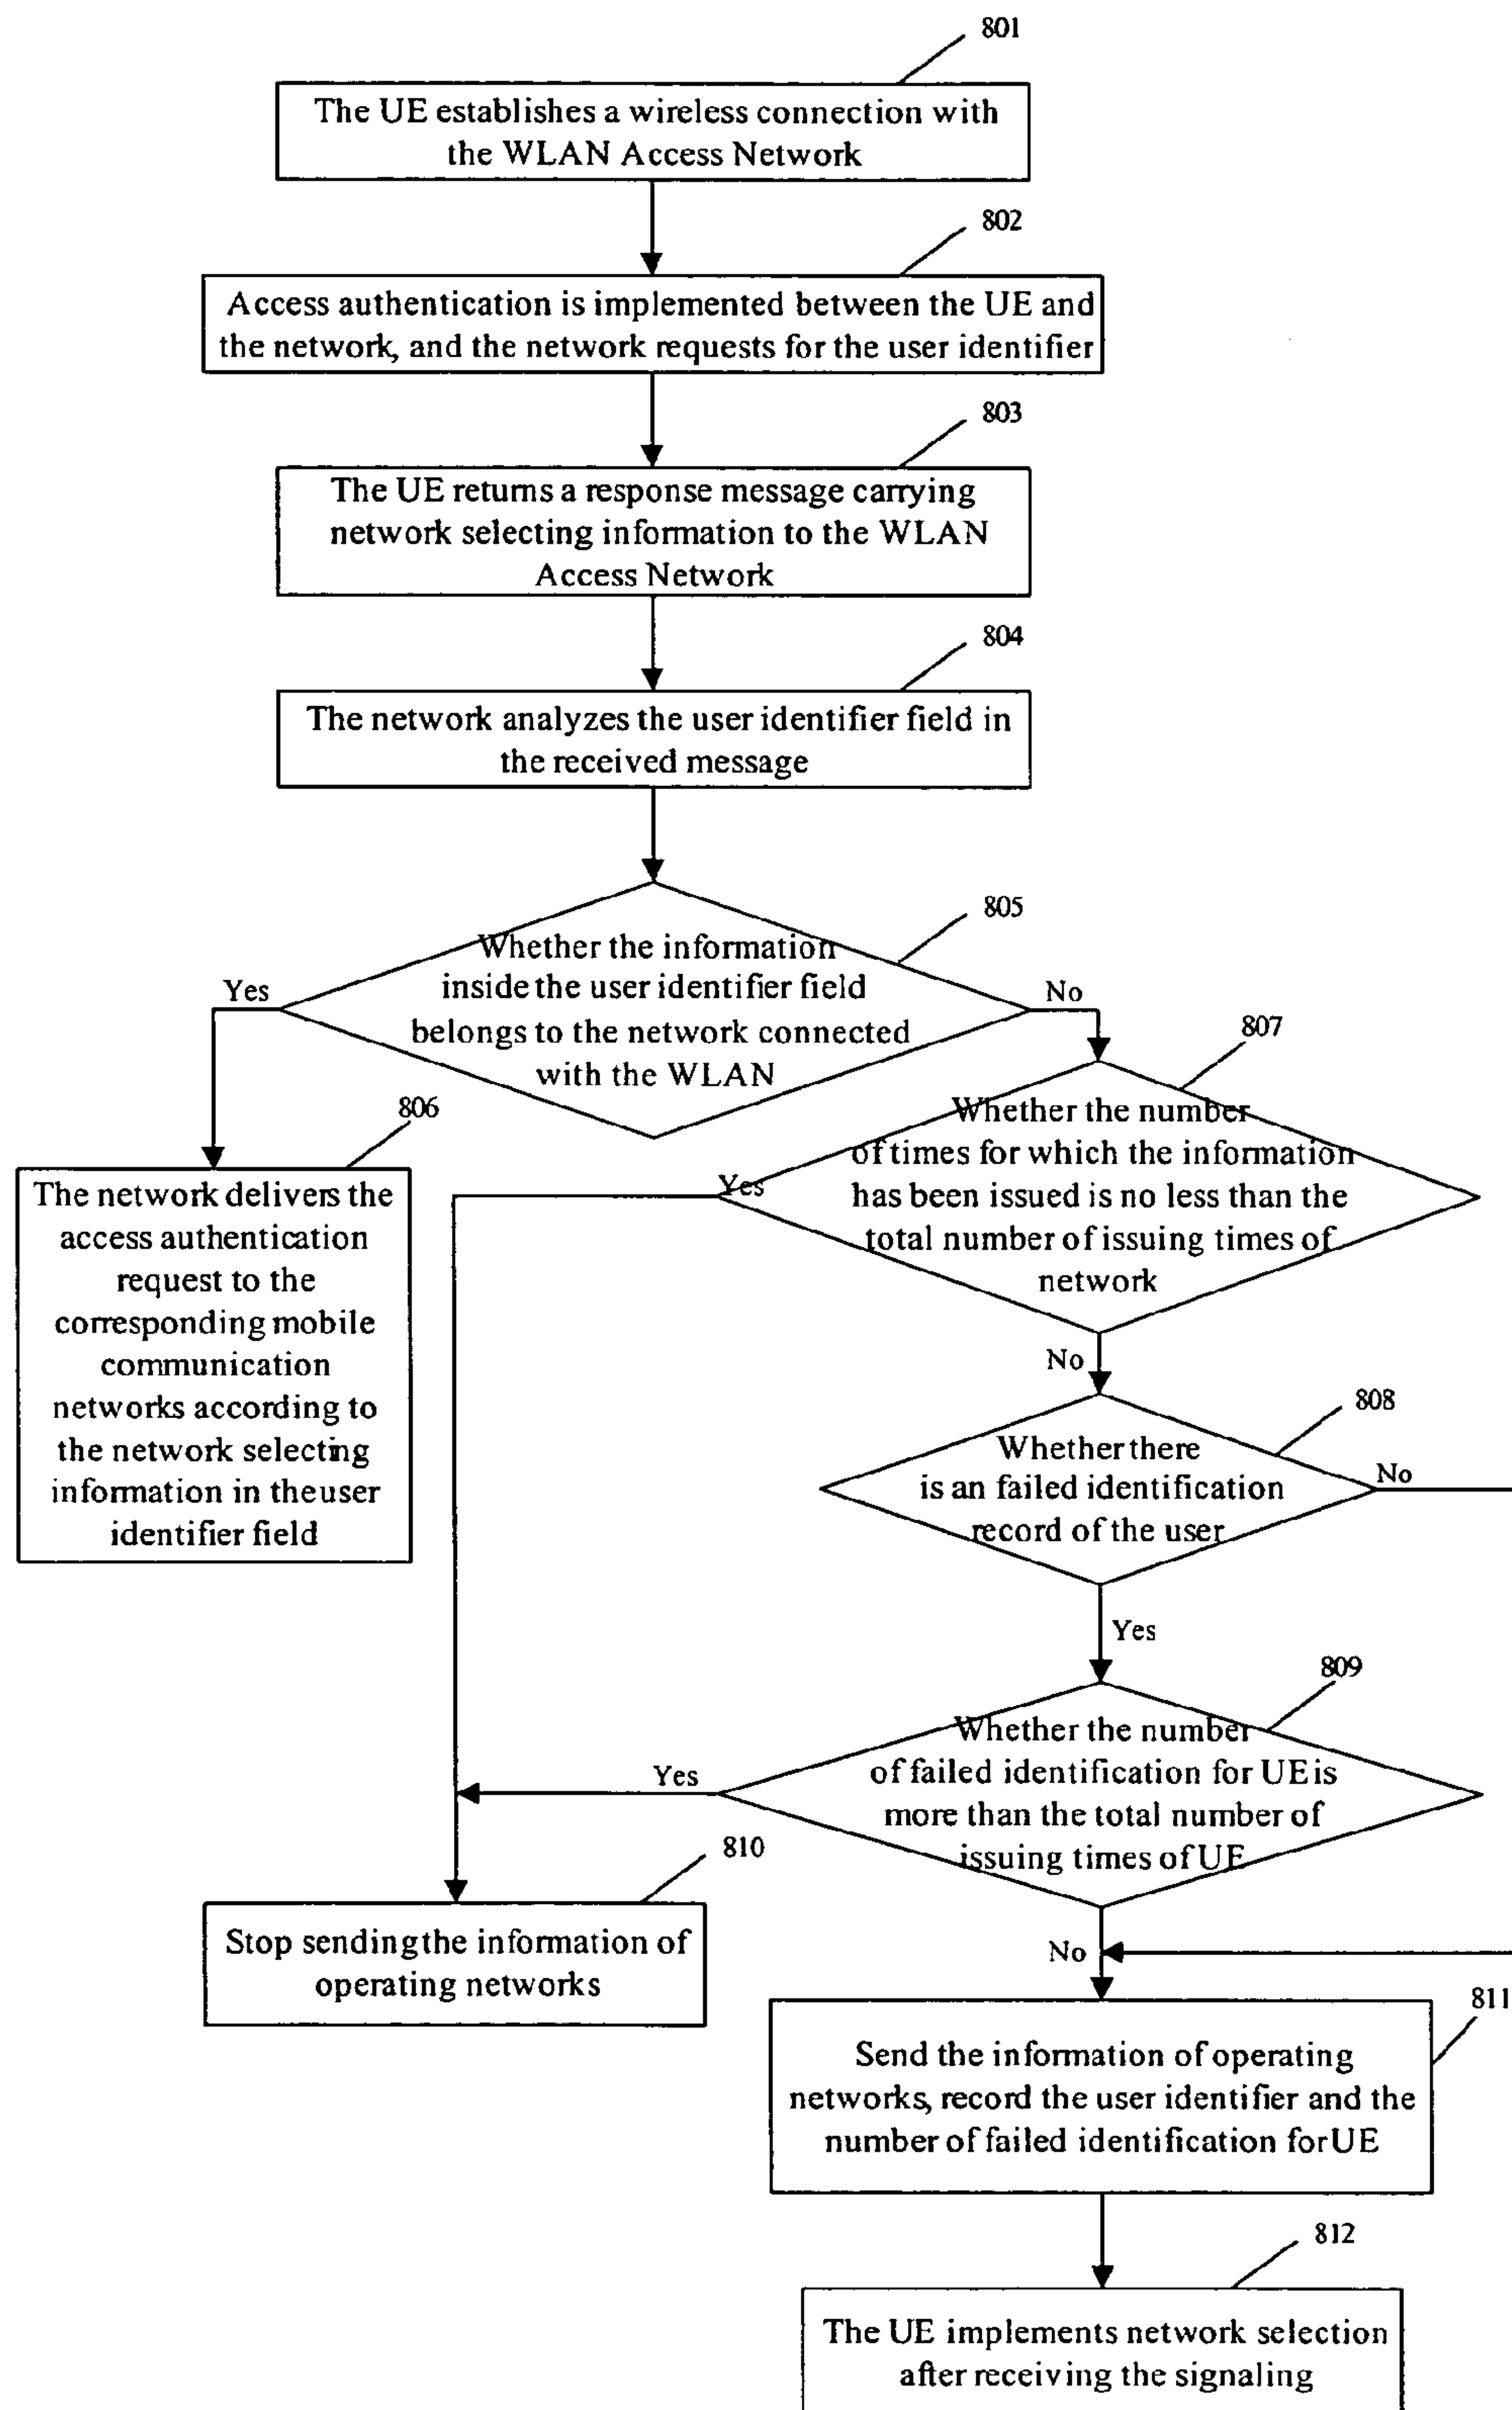 801
The UE establishes a wireless connection with
the WLAN Access Network
802
Access authentication is implemented between the UE and
the network, and the network requests for the user identifier
803
The UE returns a response message carrying
network selecting information to the WLAN
Access Network
804
The network analyzes the user identifier field in
the received message
805
Whether the information
inside the user identifier field
belongs to the network connected
with the WLAN
Yes
No
806
The network delivers the
access authentication
request to the
corresponding mobile
communication
networks according to
the network selecting
information in the user
identifier field
807
Whether the number
of times for which the information
has been issued is no less than the
total number of issuing times of
network
Yes
No
808
Whether there
is an failed identification
record of the user
No
Yes
809
Whether the number
of failed identification for UE is
more than the total number of
issuing times of UE
Yes
No
810
Stop sending the information of
operating networks
811
Send the information of operating
networks, record the user identifier and the
number of failed identification for UE
812
The UE implements network selection
after receiving the signaling